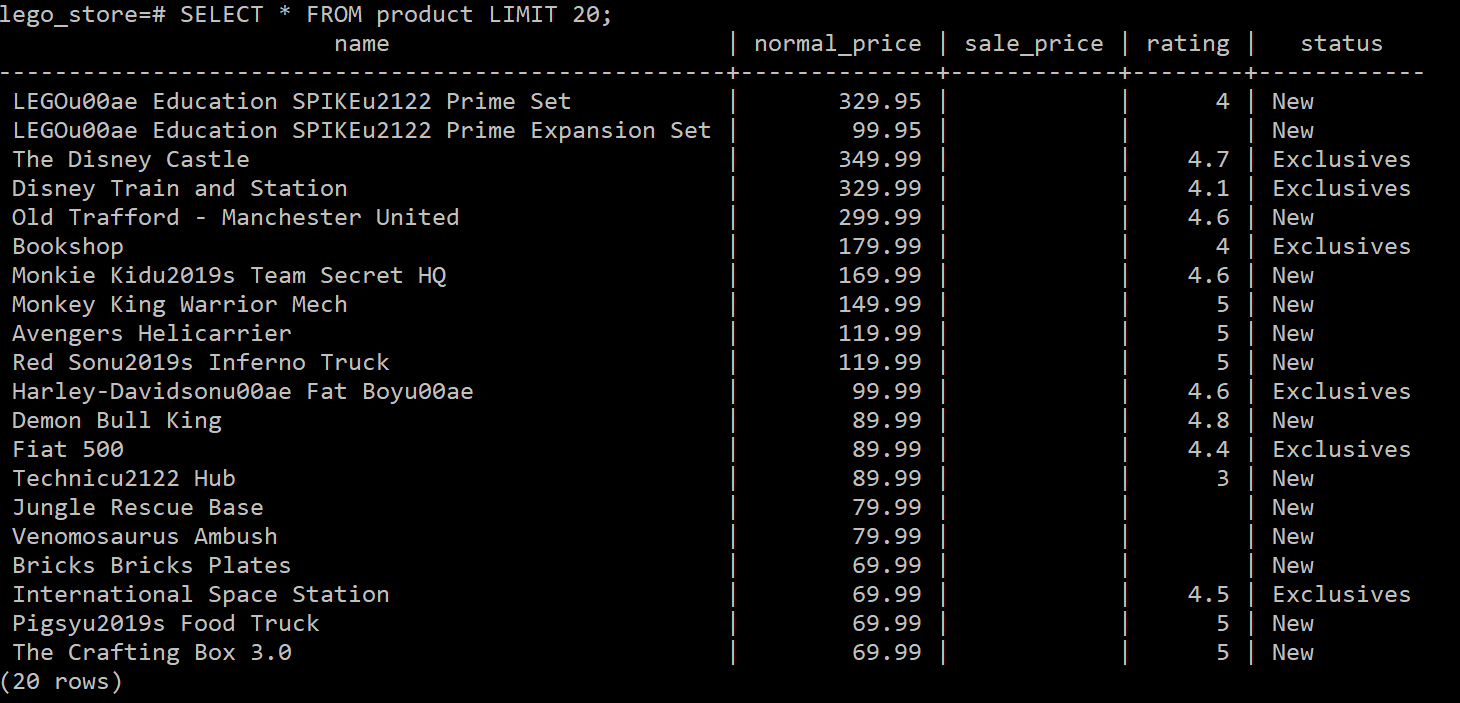 lego_store=# SELECT * FROM product LIMIT 20;
                        name                        | normal_price | sale_price | rating |   status
----------------------------------------------------+--------------+------------+--------+------------
 LEGOu00ae Education SPIKEu2122 Prime Set           |       329.95 |            |      4 | New
 LEGOu00ae Education SPIKEu2122 Prime Expansion Set |        99.95 |            |        | New
 The Disney Castle                                  |       349.99 |            |    4.7 | Exclusives
 Disney Train and Station                           |       329.99 |            |    4.1 | Exclusives
 Old Trafford - Manchester United                   |       299.99 |            |    4.6 | New
 Bookshop                                           |       179.99 |            |      4 | Exclusives
 Monkie Kidu2019s Team Secret HQ                    |       169.99 |            |    4.6 | New
 Monkey King Warrior Mech                           |       149.99 |            |      5 | New
 Avengers Helicarrier                               |       119.99 |            |      5 | New
 Red Sonu2019s Inferno Truck                        |       119.99 |            |      5 | New
 Harley-Davidsonu00ae Fat Boyu00ae                  |        99.99 |            |    4.6 | Exclusives
 Demon Bull King                                    |        89.99 |            |    4.8 | New
 Fiat 500                                           |        89.99 |            |    4.4 | Exclusives
 Technicu2122 Hub                                   |        89.99 |            |      3 | New
 Jungle Rescue Base                                 |        79.99 |            |        | New
 Venomosaurus Ambush                                |        79.99 |            |        | New
 Bricks Bricks Plates                               |        69.99 |            |        | New
 International Space Station                        |        69.99 |            |    4.5 | Exclusives
 Pigsyu2019s Food Truck                             |        69.99 |            |      5 | New
 The Crafting Box 3.0                               |        69.99 |            |      5 | New
(20 rows)